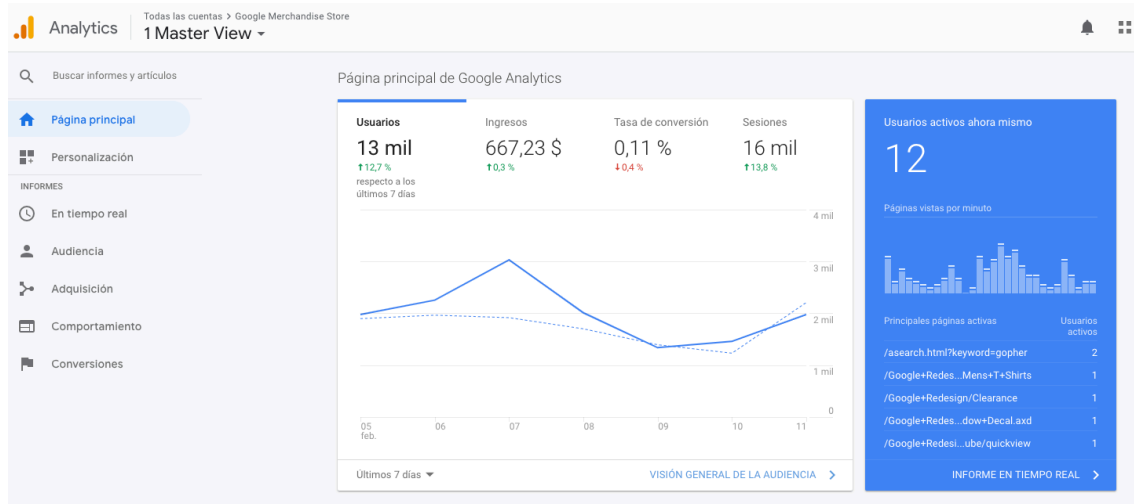 Analytics
Todas las cuentas > Google Merchandise Store
1 Master View
Buscar informes y artículos
Página principal
Personalización
INFORMES
En tiempo real
Audiencia
Adquisición
Comportamiento
Conversiones
Página principal de Google Analytics
Usuarios
13 mil
↑12,7 %
respecto a los
últimos 7 días
Ingresos
667,23 $
↑0,3 %
Tasa de conversión
0,11 %
↓0,4 %
Sesiones
16 mil
↑13,8 %
4 mil
3 mil
2 mil
1 mil
0
05 06 07 08 09 10 11
feb.
Últimos 7 días
VISIÓN GENERAL DE LA AUDIENCIA
Usuarios activos ahora mismo
12
Páginas vistas por minuto
Principales páginas activas Usuarios
activos
/asearch.html?keyword=gopher 2
/Google+Redes...Mens+T+Shirts 1
/Google+Redesign/Clearance 1
/Google+Redes...dow+Decal.axd 1
/Google+Redesi...ube/quickview 1
INFORME EN TIEMPO REAL